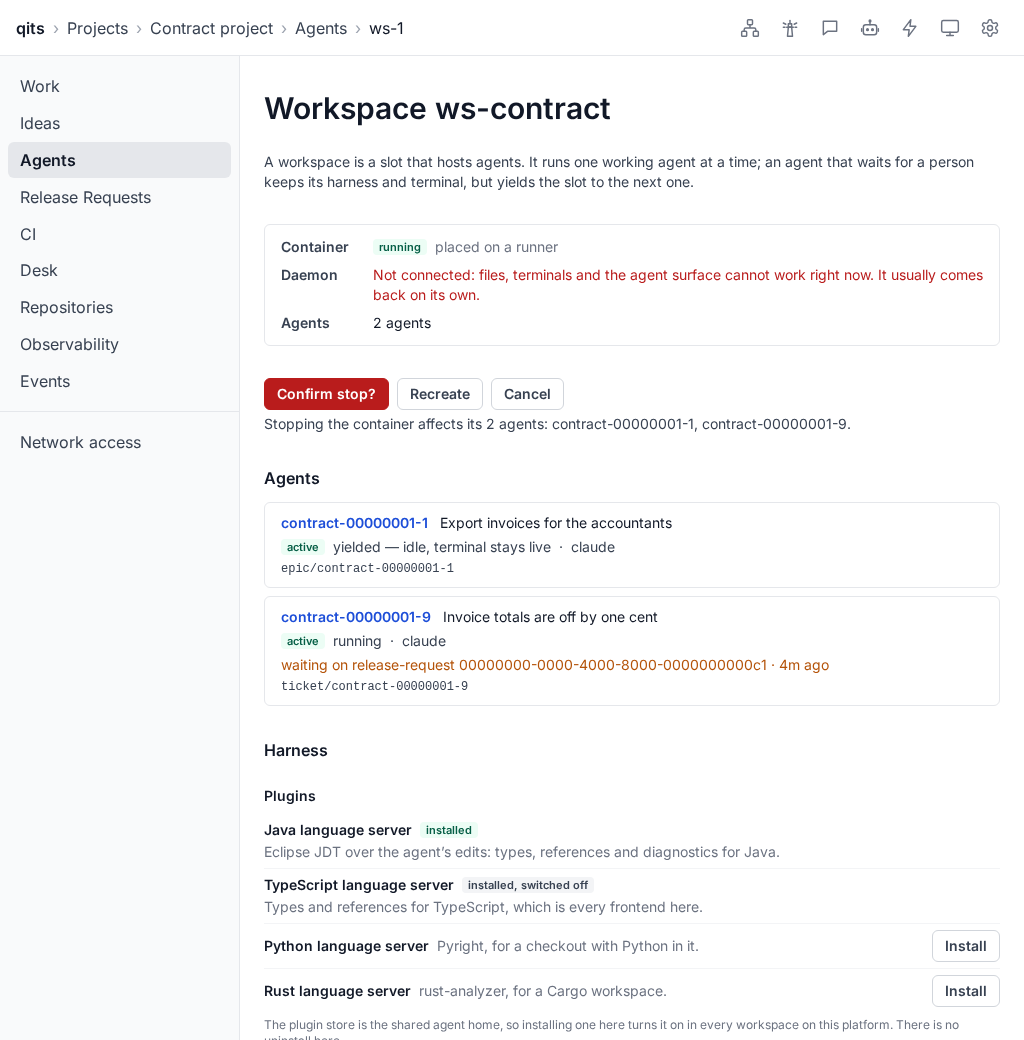 qits › Projects › Contract project › Agents › ws-1
Work
Ideas
Agents
Release Requests
CI
Desk
Repositories
Observability
Events
Network access
Workspace ws-contract
A workspace is a slot that hosts agents. It runs one working agent at a time; an agent that waits for a person
keeps its harness and terminal, but yields the slot to the next one.
Container running placed on a runner
Daemon Not connected: files, terminals and the agent surface cannot work right now. It usually comes
back on its own.
Agents 2 agents
Confirm stop? Recreate Cancel
Stopping the container affects its 2 agents: contract-00000001-1, contract-00000001-9.
Agents
contract-00000001-1 Export invoices for the accountants
active yielded — idle, terminal stays live · claude
epic/contract-00000001-1
contract-00000001-9 Invoice totals are off by one cent
active running · claude
waiting on release-request 00000000-0000-4000-8000-0000000000c1 · 4m ago
ticket/contract-00000001-9
Harness
Plugins
Java language server installed
Eclipse JDT over the agent’s edits: types, references and diagnostics for Java.
TypeScript language server installed, switched off
Types and references for TypeScript, which is every frontend here.
Python language server Pyright, for a checkout with Python in it. Install
Rust language server rust-analyzer, for a Cargo workspace. Install
The plugin store is the shared agent home, so installing one here turns it on in every workspace on this platform. There is no
uninstall here.